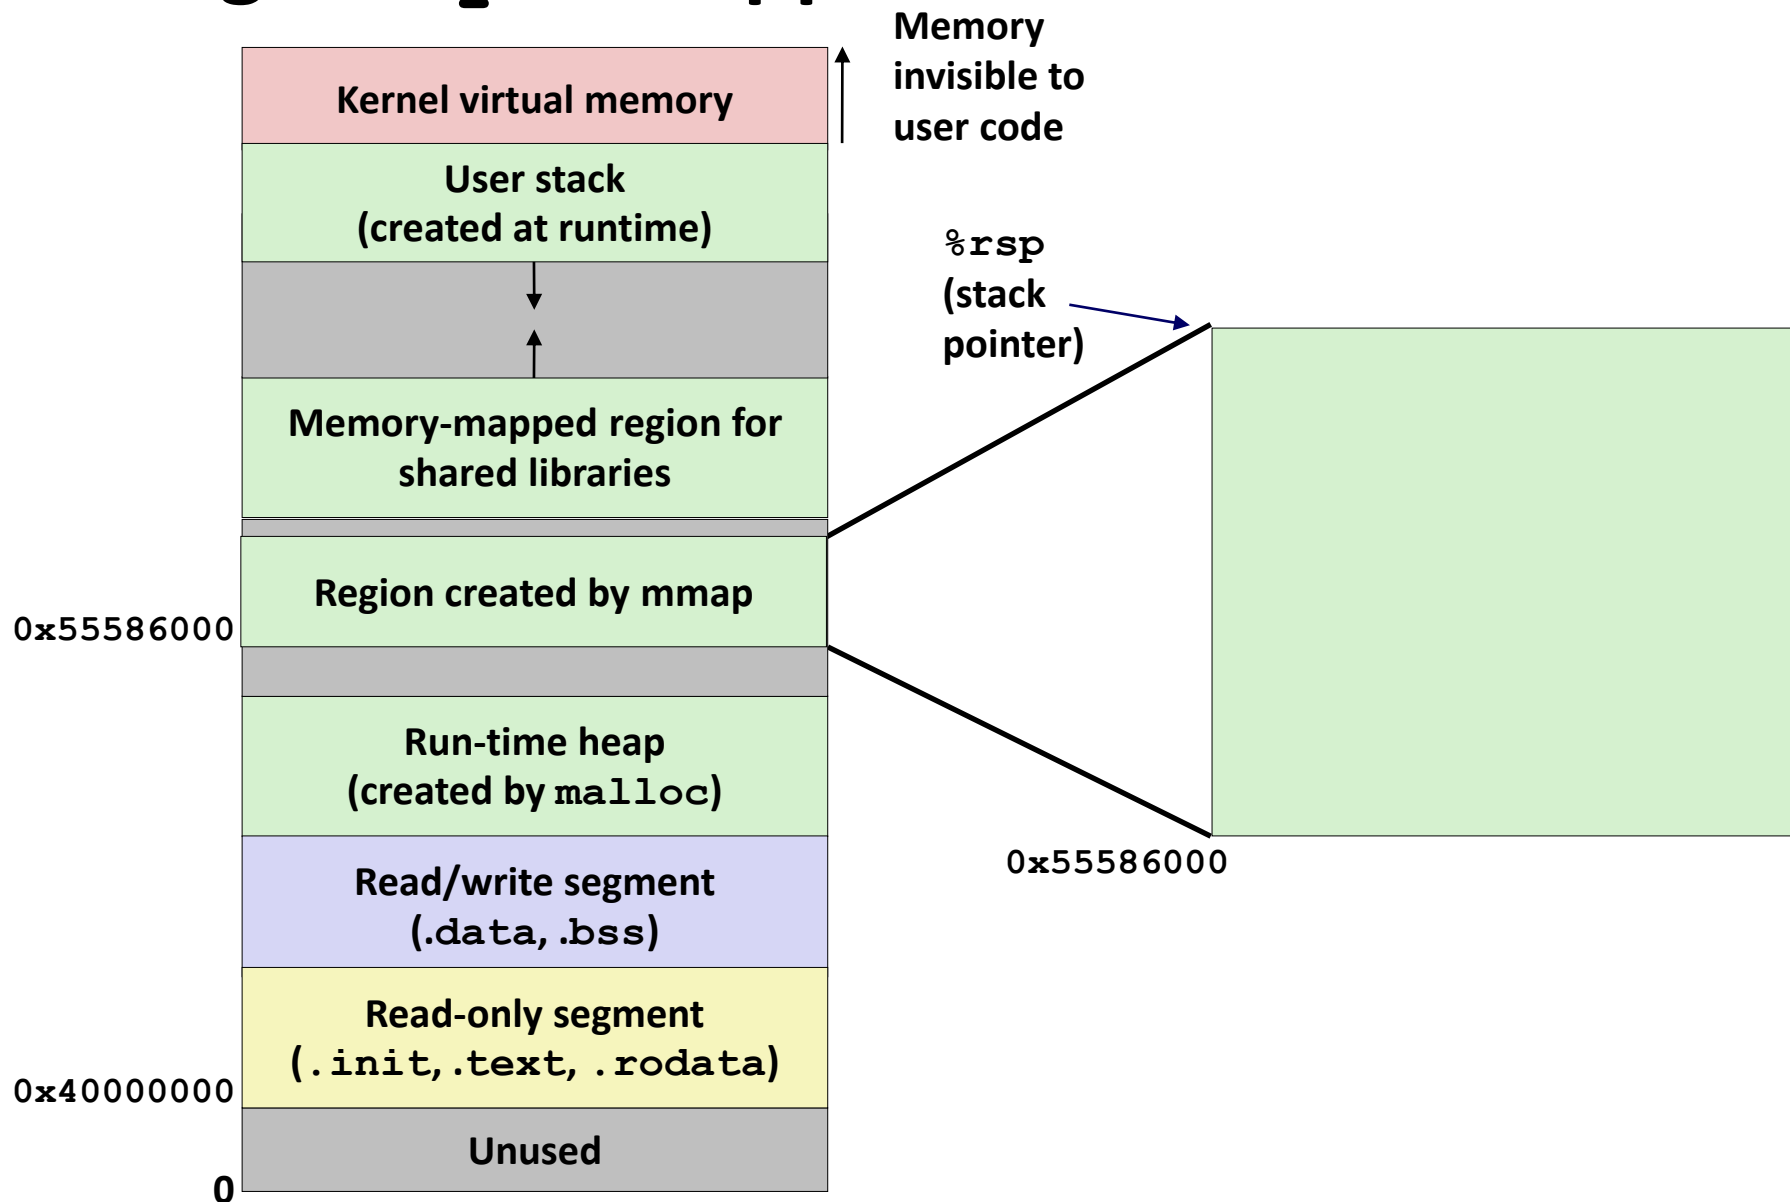 Memory
invisible to
user code
Kernel virtual memory
User stack
(created at runtime)
%rsp
(stack
pointer)
Memory-mapped region for
shared libraries
Region created by mmap
0x55586000
Run-time heap
(created by malloc)
0x55586000
Read/write segment
(.data, .bss)
Read-only segment
(.init, .text, .rodata)
0x40000000
Unused
0